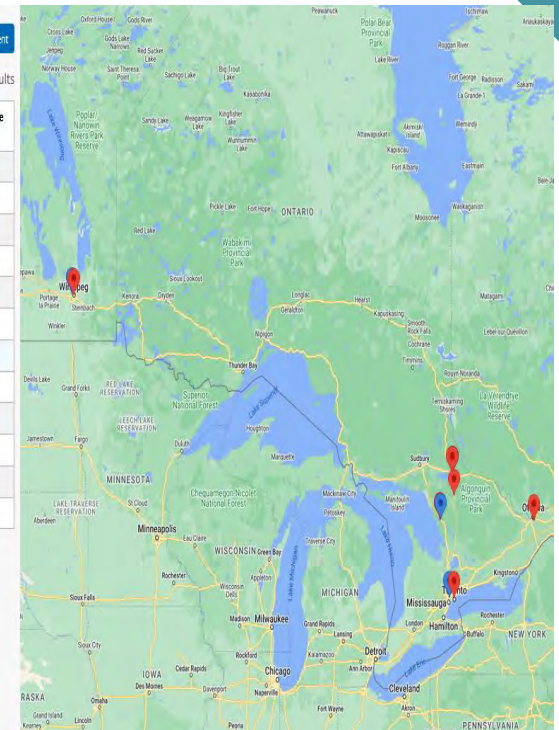 ent
ults
e
Oxford House
Gods River
Peawanuck
Ischimaw
Cross Lake
Gods Lake
Narrows
Polar Bear
Provincial
Park
Jenpeg
Red Sucker
Lake
Roggan River
Norway House
Saint Theresa
Point
Sachigo Lake
Big Trout
Lake
Lake River
Fort George
Radisson
Sakami
Kasabonika
La Grande-1
Poplar/
Narrows
Rivers Park
Reserve
Sandy Lake
Weagamow
Lake
Kingfisher
Lake
Wunnummin
Lake
Attawapiskat
Akimiski
Island
Wemindji
Kapiscau
Fort Albany
Eastmain
Lake Winnipeg
Pickle Lake
Fort Hope
ONTARIO
Waskaganish
Moosonee
Red Lake
Wabakimi
Provincial
Park
Sioux Lookout
Portage
la Prairie
Steinbach
Kenora
Dryden
Longlac
Geraldton
Hearst
Kapuskasing
Matagami
Winkler
Nipigon
Smooth
Rock Falls
Cochrane
Lebel-sur-Quévillon
Thunder Bay
Timmins
Rouyn-Noranda
Devils Lake
Grand Forks
RED LAKE
RESERVATION
Superior
National Forest
Lake Superior
Temiskaming
Shores
La Vérendrye
Wildlife
Reserve
LEECH LAKE
RESERVATION
Houghton
Jamestown
Fargo
Duluth
Marquette
Sudbury
MINNESOTA
Chequamegon-Nicolet
National Forest
Mackinaw City
Manitoulin
Island
Algonquin
Provincial
Park
LAKE TRAVERSE
RESERVATION
St Cloud
Petoskey
Aberdeen
Minneapolis
Eau Claire
Traverse City
Lake Huron
WISCONSIN
Green Bay
Kingston
Rochester
Appleton
Lake Michigan
MICHIGAN
Mississauga
Wisconsin
Dells
Hamilton
Rochester
Sioux Falls
Madison
Milwaukee
Grand Rapids
London
Buffalo
NEW YORK
Lansing
Sioux City
Rockford
Kalamazoo
Detroit
Ann Arbor
Lake Erie
IOWA
Cedar Rapids
Chicago
Cleveland
Des Moines
Davenport
Naperville
RASKA
Omaha
Akron
Fort Wayne
Grand Island
Lincoln
Kearney
Peoria
PENNSYLVANIA